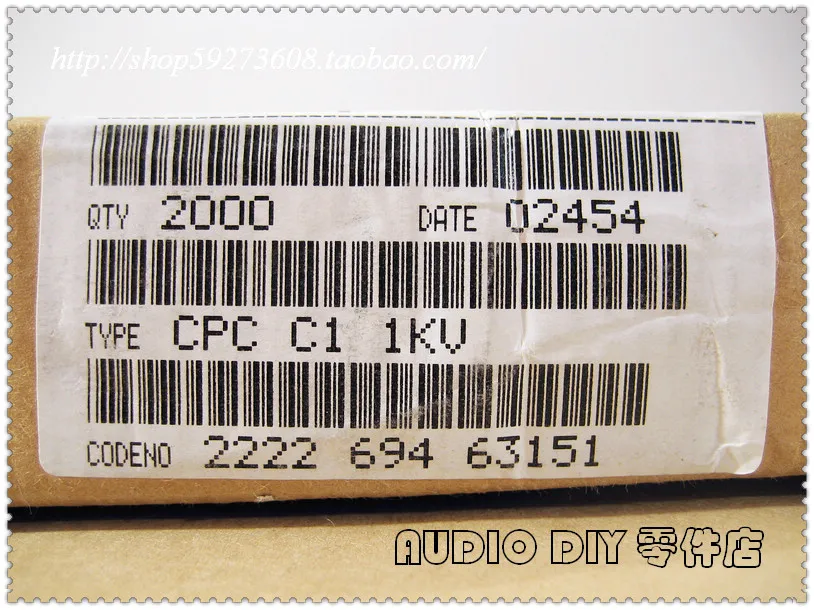 http://shop59273608.taobao.com/
QTY 2000 DATE 02454
TYPE CPC C1 1KV
CODENO 2222 694 63151
AUDIO DIY 零件店